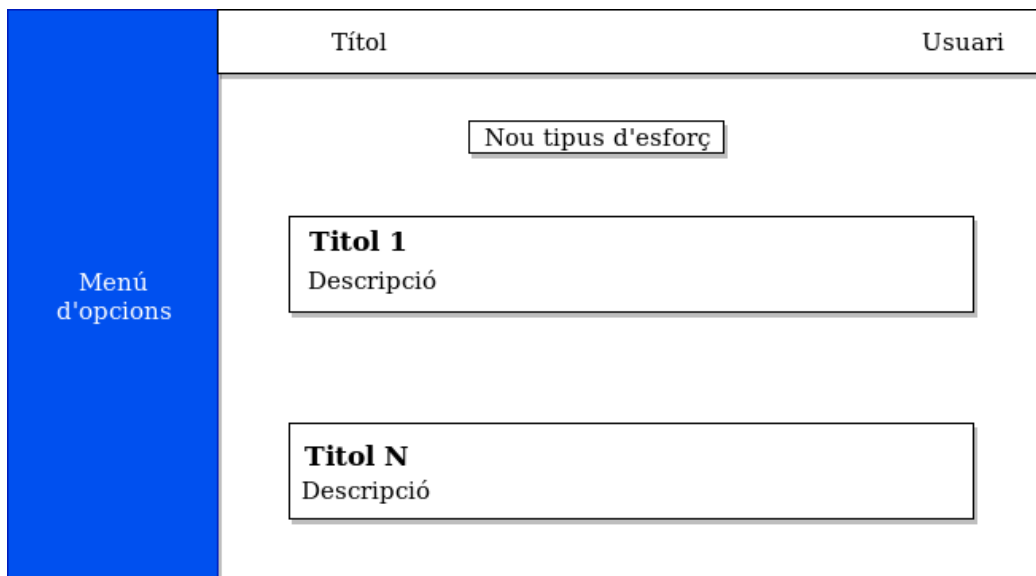 Títol
Usuari
Nou tipus d'esforç
Titol 1
Descripció
Menú
d'opcions
Titol N
Descripció